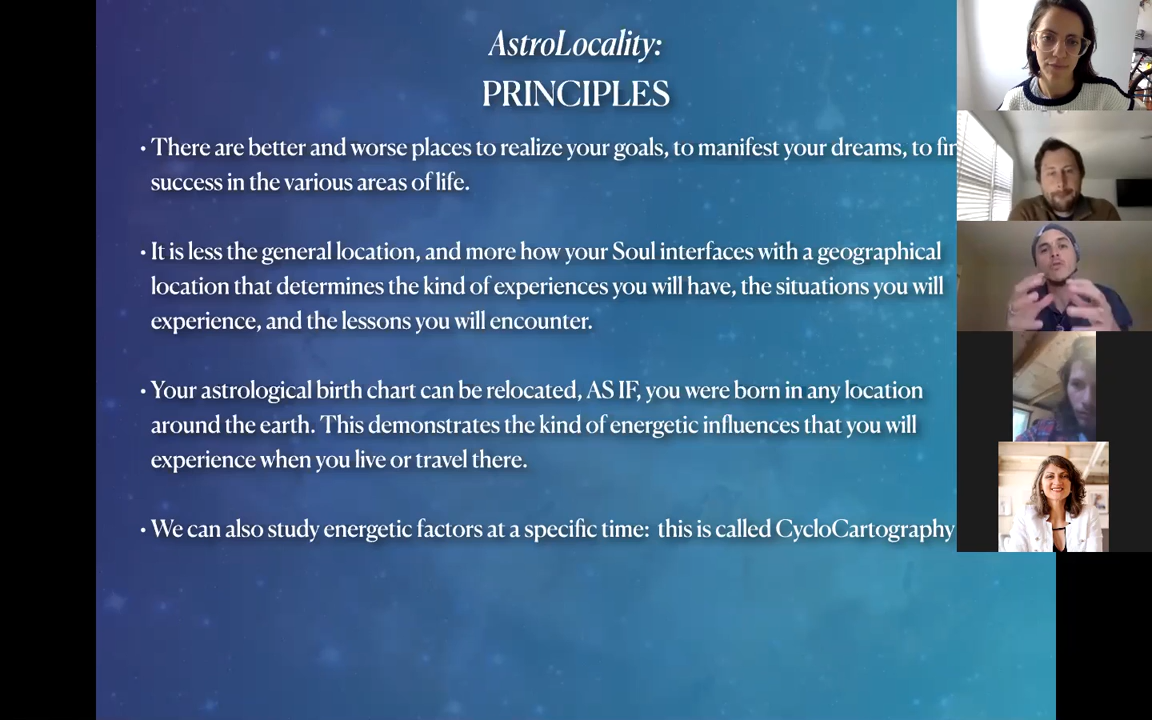 AstroLocality:
PRINCIPLES
• There are better and worse places to realize your goals, to manifest your dreams, to
success in the various areas of life.
• It is less the general location, and more how your Soul interfaces with a geographical
location that determines the kind of experiences you will have, the situations you will
experience, and the lessons you will encounter.
• Your astrological birth chart can be relocated, AS IF, you were born in any location
around the earth. This demonstrates the kind of energetic influences that you will
experience when you live or travel there.
• We can also study energetic factors at a specific time:  this is called CycloCartography